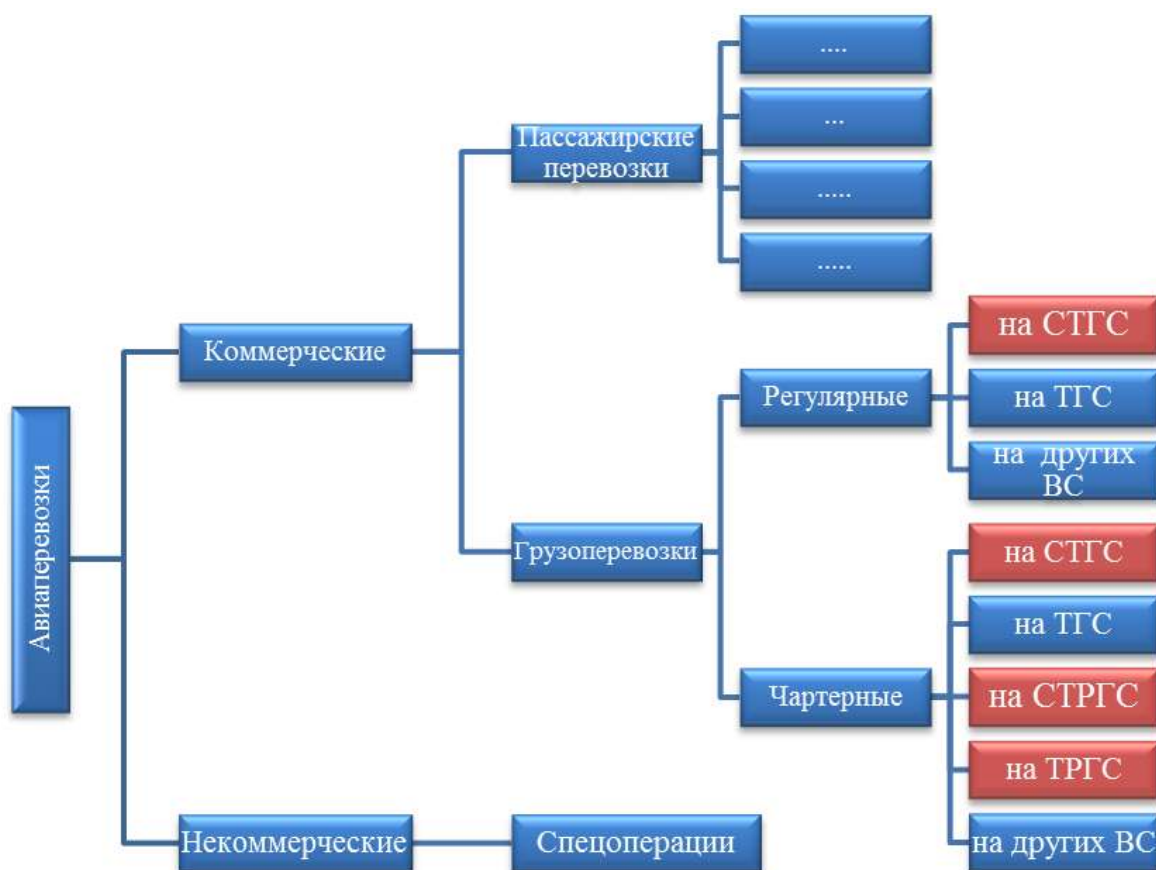 Авиаперевозки
Коммерческие
Пассажирские
перевозки
....
...
.....
.....
Грузоперевозки
Регулярные
на СТГС
на ТГС
на других
ВС
Чартерные
на СТГС
на ТГС
на СТРГС
на ТРГС
на других ВС
Некоммерческие
Спецоперации